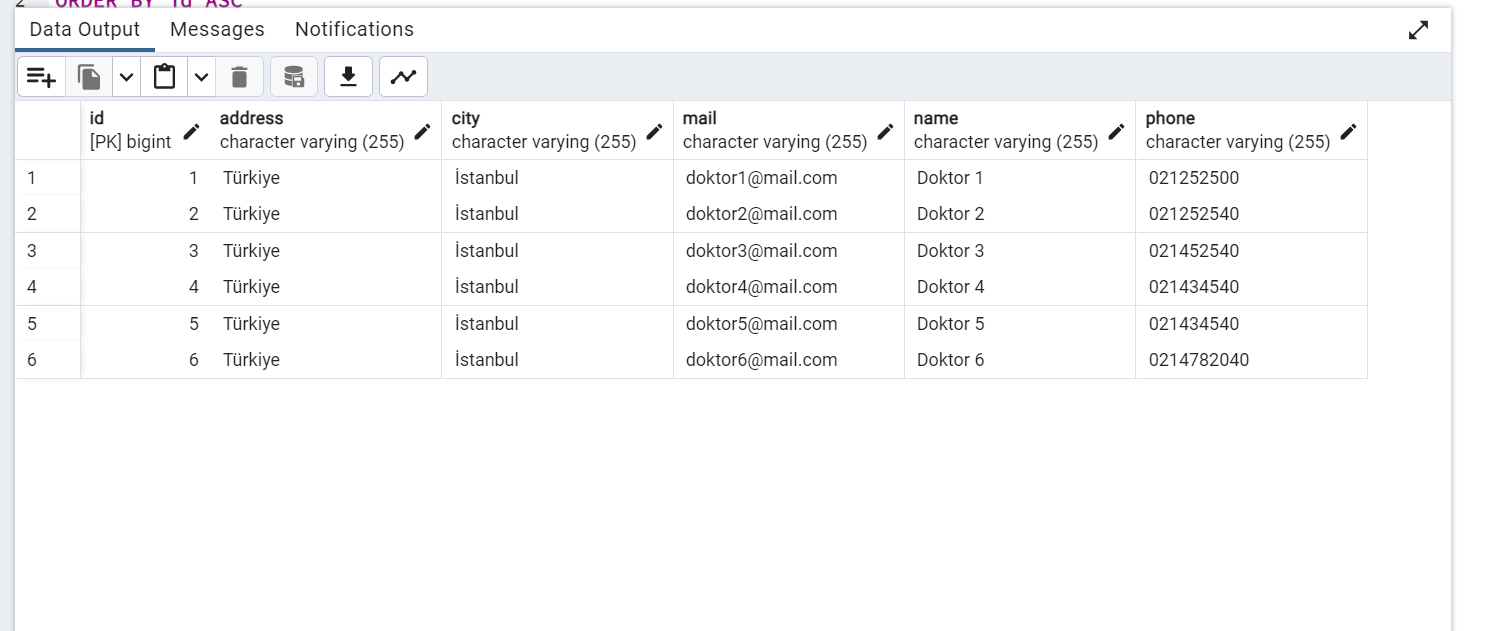 2 ORDER BY id ASC
Data Output Messages Notifications
id address city mail name phone
[PK] bigint character varying (255) character varying (255) character varying (255) character varying (255) character varying (255)
1 1 Türkiye İstanbul doktor1@mail.com Doktor 1 021252500
2 2 Türkiye İstanbul doktor2@mail.com Doktor 2 021252540
3 3 Türkiye İstanbul doktor3@mail.com Doktor 3 021452540
4 4 Türkiye İstanbul doktor4@mail.com Doktor 4 021434540
5 5 Türkiye İstanbul doktor5@mail.com Doktor 5 021434540
6 6 Türkiye İstanbul doktor6@mail.com Doktor 6 0214782040